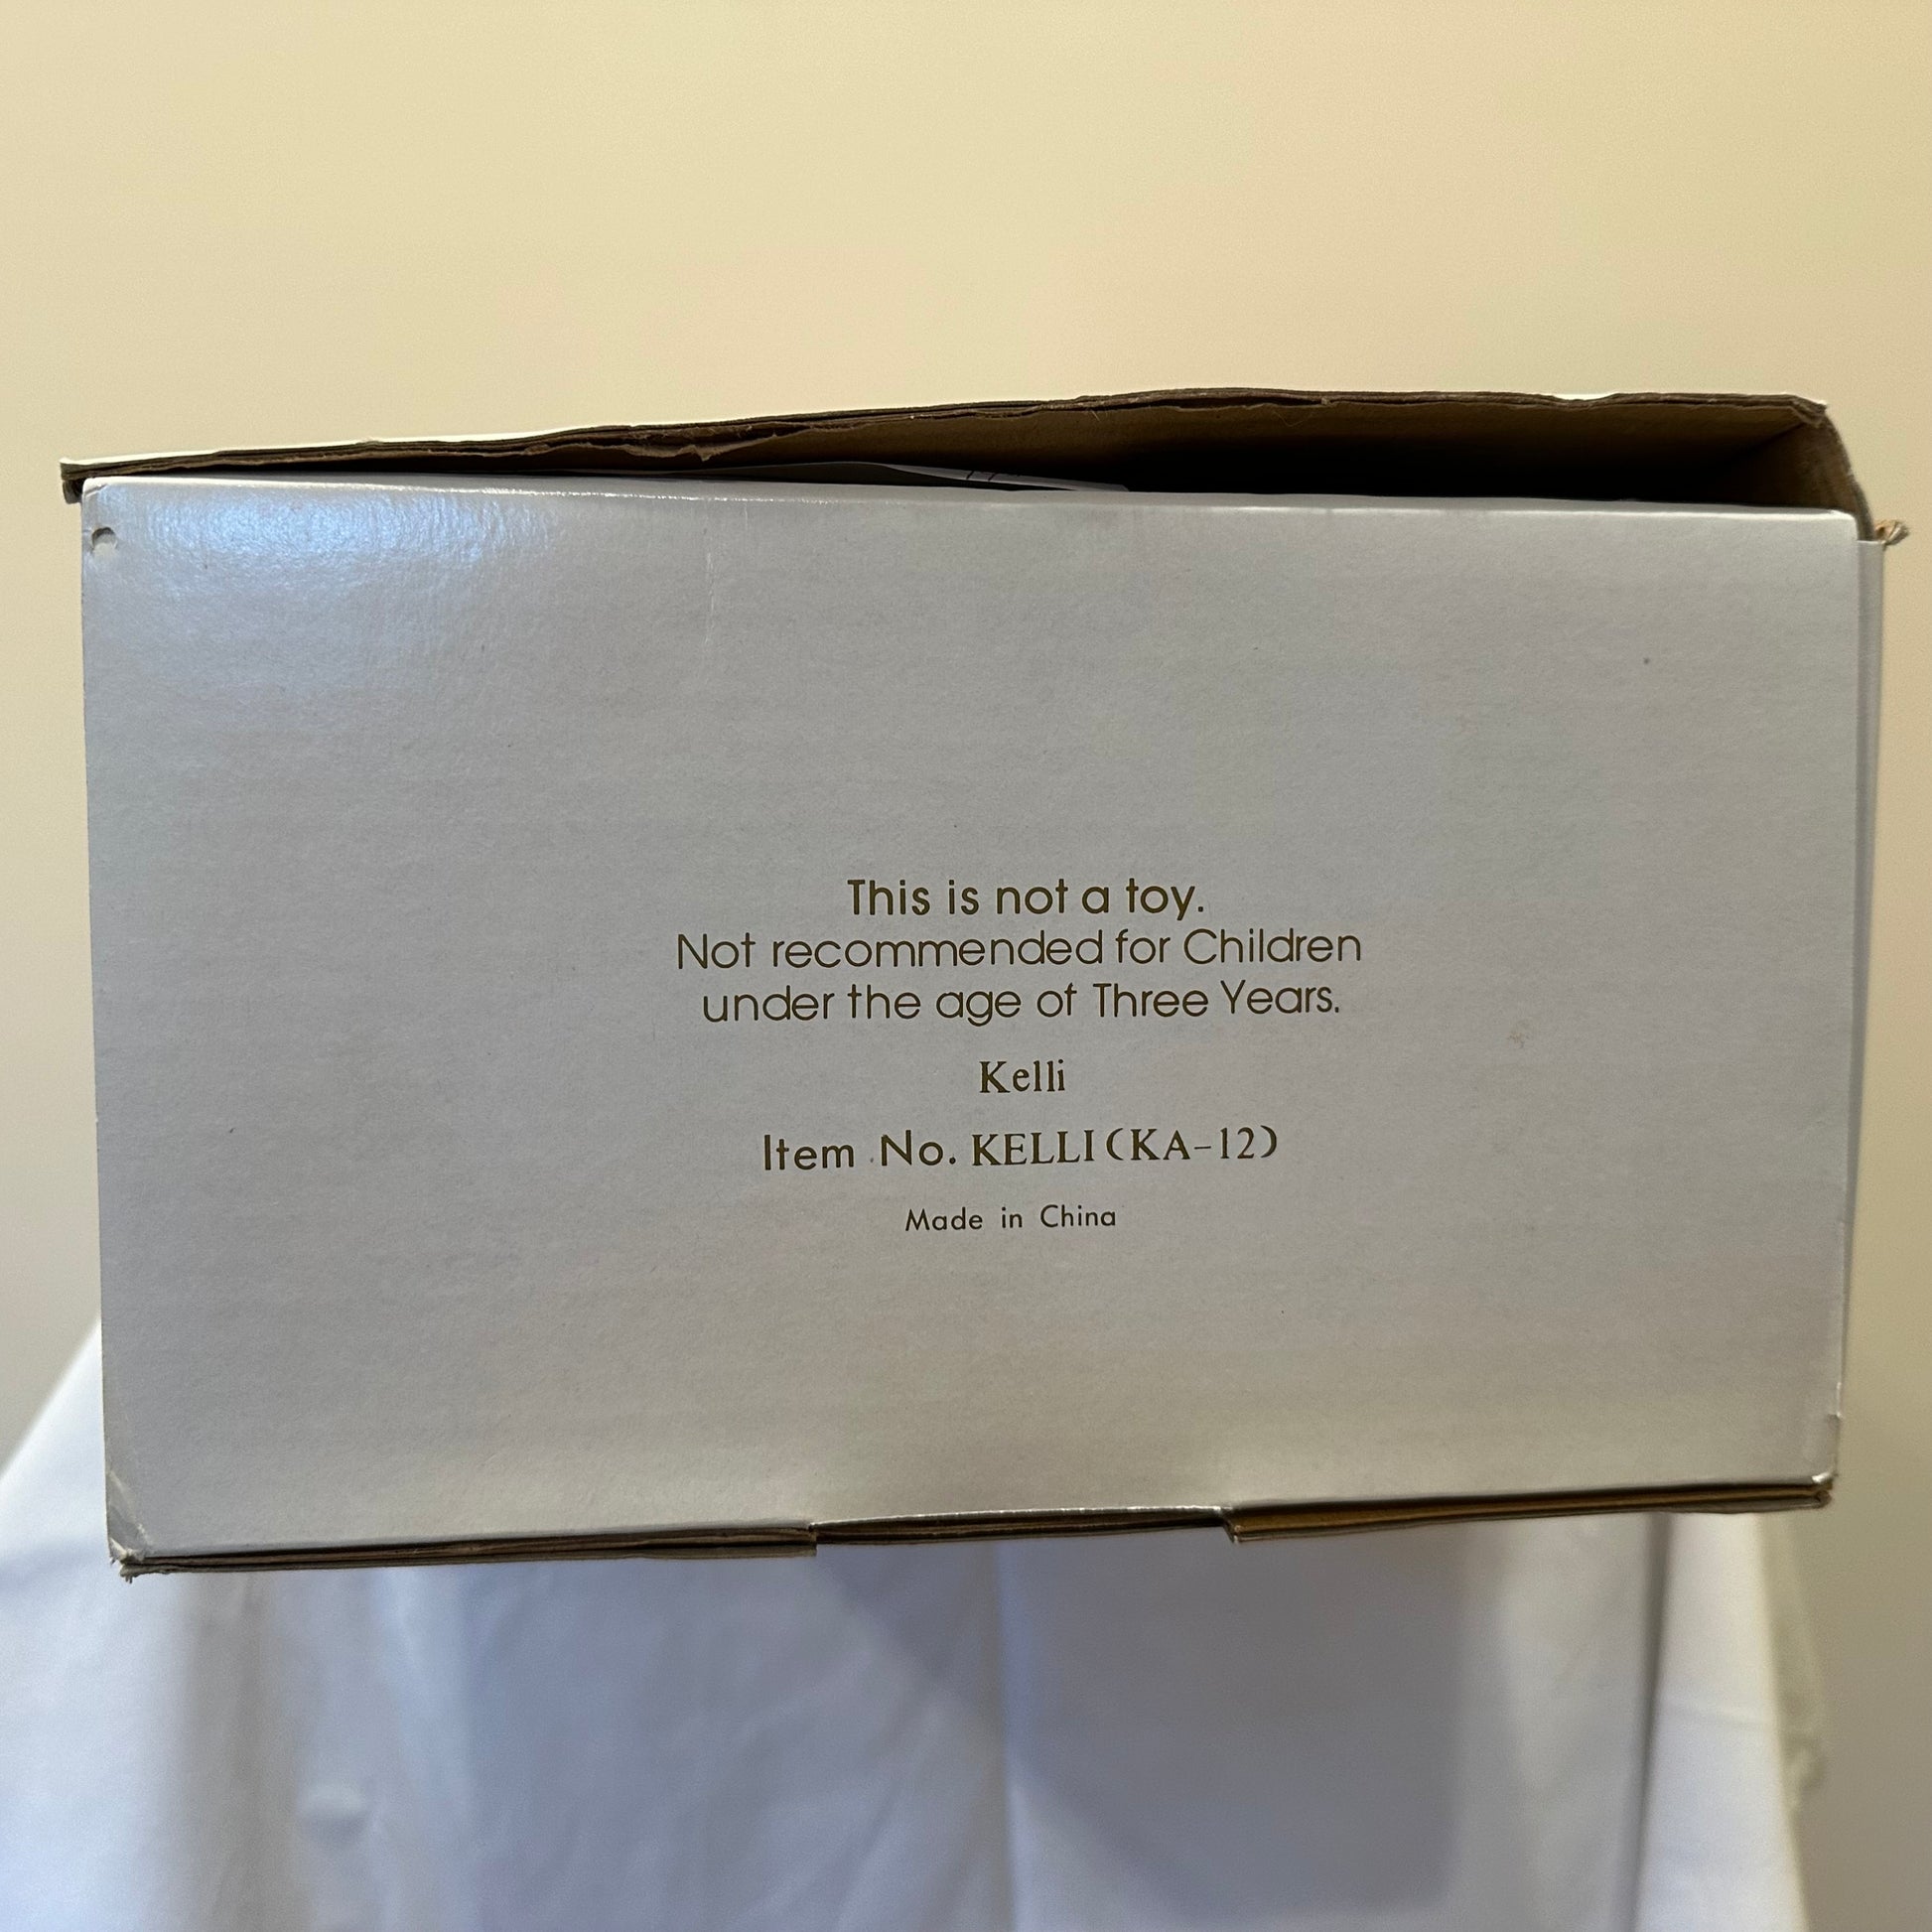 This is not a toy.
Not recommended for Children
under the age of Three Years.
Kelli
Item No. KELLI(KA-12)
Made in China